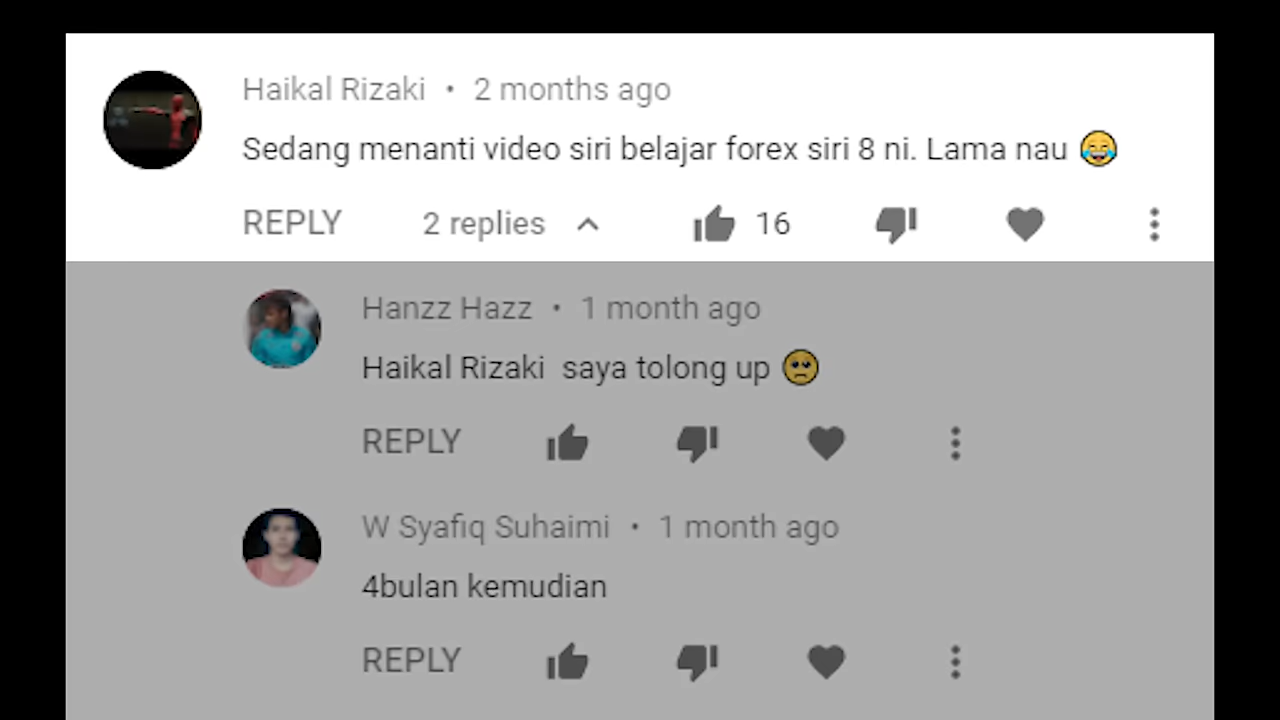 Haikal Rizaki • 2 months ago
Sedang menanti video siri belajar forex siri 8 ni. Lama nau 😂
REPLY 2 replies 16
Hanzz Hazz • 1 month ago
Haikal Rizaki saya tolong up 🥺
REPLY
W Syafiq Suhaimi • 1 month ago
4bulan kemudian
REPLY